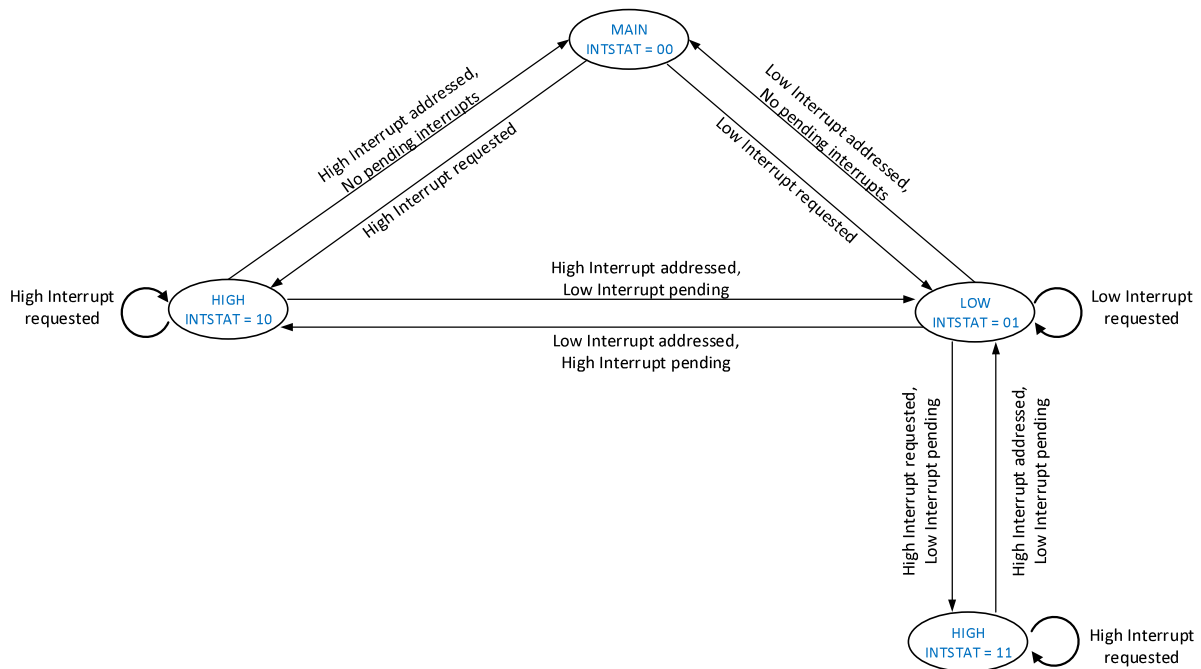 MAIN
INTSTAT = 00
High Interrupt addressed,
No pending interrupts
High Interrupt requested
Low Interrupt addressed,
No pending interrupts
Low Interrupt requested
High Interrupt
requested
HIGH
INTSTAT = 10
High Interrupt addressed,
Low Interrupt pending
Low Interrupt addressed,
High Interrupt pending
LOW
INTSTAT = 01
Low Interrupt
requested
High Interrupt requested,
Low Interrupt pending
High Interrupt addressed,
Low Interrupt pending
HIGH
INTSTAT = 11
High Interrupt
requested